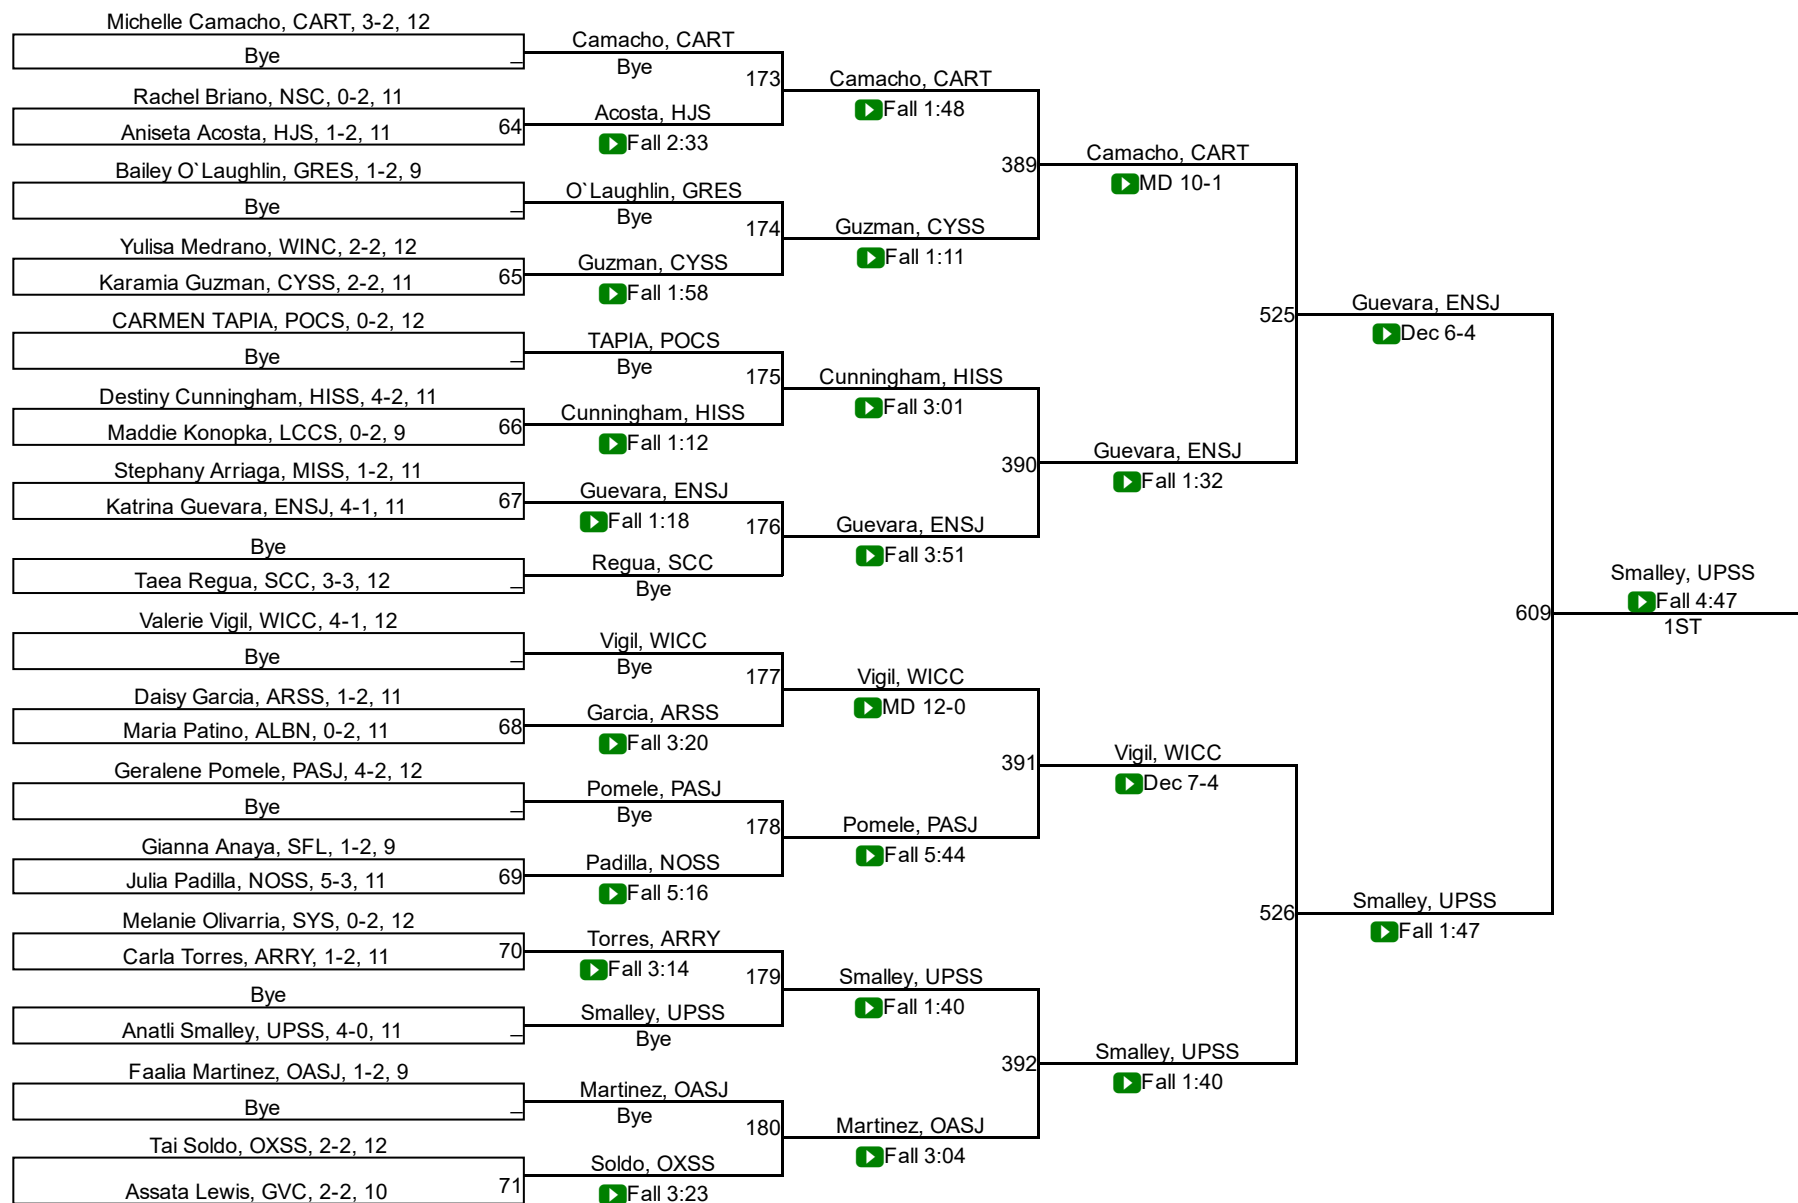 Michelle Camacho, CART, 3-2, 12
Bye
_
Rachel Briano, NSC, 0-2, 11
Aniseta Acosta, HJS, 1-2, 11
64
Bailey O`Laughlin, GRES, 1-2, 9
Bye
_
Yulisa Medrano, WINC, 2-2, 12
Karamia Guzman, CYSS, 2-2, 11
65
CARMEN TAPIA, POCS, 0-2, 12
Bye
_
Destiny Cunningham, HISS, 4-2, 11
Maddie Konopka, LCCS, 0-2, 9
66
Stephany Arriaga, MISS, 1-2, 11
Katrina Guevara, ENSJ, 4-1, 11
67
Bye
Taea Regua, SCC, 3-3, 12
_
Valerie Vigil, WICC, 4-1, 12
Bye
_
Daisy Garcia, ARSS, 1-2, 11
Maria Patino, ALBN, 0-2, 11
68
Geralene Pomele, PASJ, 4-2, 12
Bye
_
Gianna Anaya, SFL, 1-2, 9
Julia Padilla, NOSS, 5-3, 11
69
Melanie Olivarria, SYS, 0-2, 12
Carla Torres, ARRY, 1-2, 11
70
Bye
Anatli Smalley, UPSS, 4-0, 11
_
Faalia Martinez, OASJ, 1-2, 9
Bye
_
Tai Soldo, OXSS, 2-2, 12
Assata Lewis, GVC, 2-2, 10
71
Camacho, CART
Bye
173
Acosta, HJS
Fall 2:33
O`Laughlin, GRES
Bye
174
Guzman, CYSS
Fall 1:58
TAPIA, POCS
Bye
175
Cunningham, HISS
Fall 1:12
Guevara, ENSJ
Fall 1:18
176
Regua, SCC
Bye
Vigil, WICC
Bye
177
Garcia, ARSS
Fall 3:20
Pomele, PASJ
Bye
178
Padilla, NOSS
Fall 5:16
Torres, ARRY
Fall 3:14
179
Smalley, UPSS
Bye
Martinez, OASJ
Bye
180
Soldo, OXSS
Fall 3:23
Camacho, CART
Fall 1:48
389
Guzman, CYSS
Fall 1:11
Cunningham, HISS
Fall 3:01
390
Guevara, ENSJ
Fall 3:51
Vigil, WICC
MD 12-0
391
Pomele, PASJ
Fall 5:44
Smalley, UPSS
Fall 1:40
392
Martinez, OASJ
Fall 3:04
Camacho, CART
MD 10-1
525
Guevara, ENSJ
Fall 1:32
Vigil, WICC
Dec 7-4
526
Smalley, UPSS
Fall 1:40
Guevara, ENSJ
Dec 6-4
609
Smalley, UPSS
Fall 1:47
Smalley, UPSS
Fall 4:47
1ST